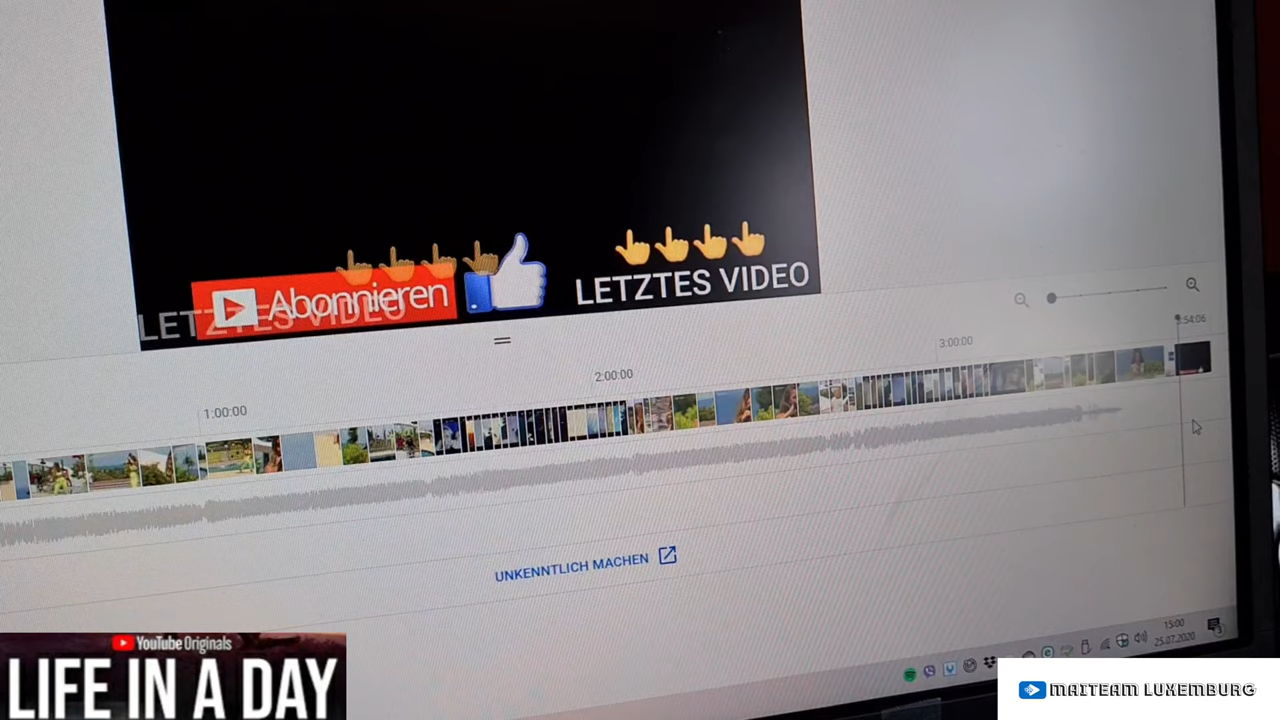 Abonnieren
LETZTES VIDEO
LETZTES VIDEO
3:54:06
3:00:00
2:00:00
1:00:00
UNKENNTLICH MACHEN
15:00
25.07.2020
YouTube Originals
LIFE IN A DAY
MAITEAM LUXEMBURG